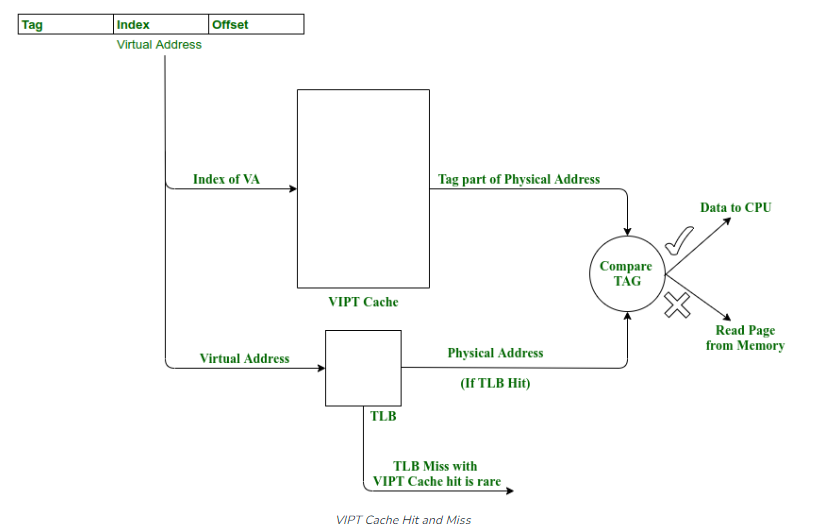 Tag Index Offset
Virtual Address
Index of VA
Tag part of Physical Address
Data to CPU
Compare
TAG
VIPT Cache
Read Page
from Memory
Virtual Address
Physical Address
(If TLB Hit)
TLB
TLB Miss with
VIPT Cache hit is rare
VIPT Cache Hit and Miss